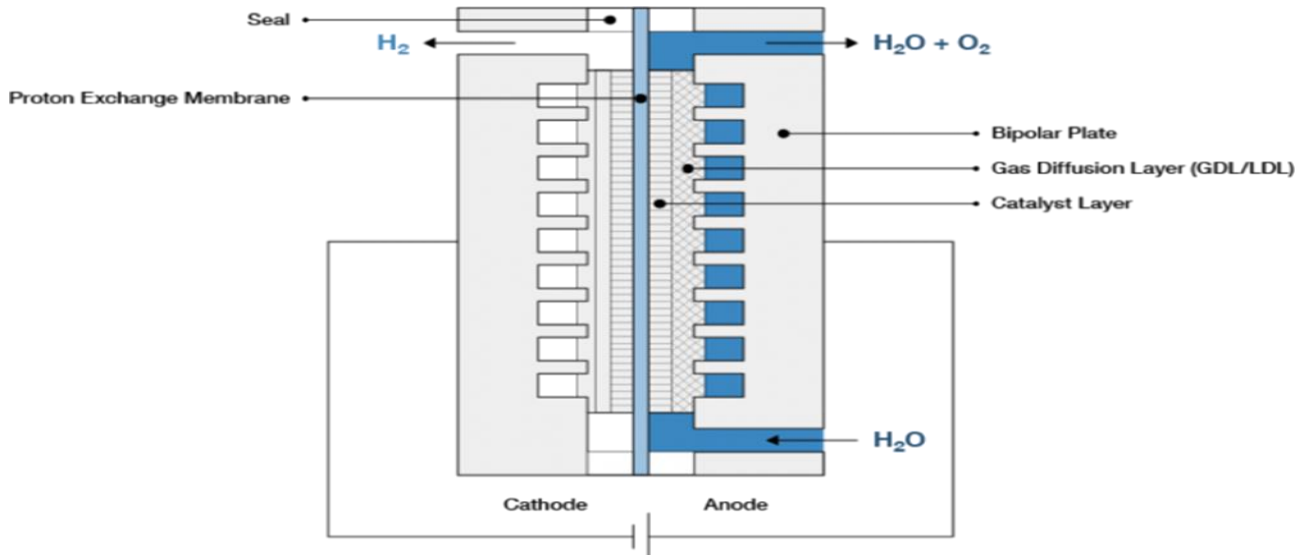 Seal
H₂
H₂O + O₂
Proton Exchange Membrane
Bipolar Plate
Gas Diffusion Layer (GDL/LDL)
Catalyst Layer
H₂O
Cathode
Anode